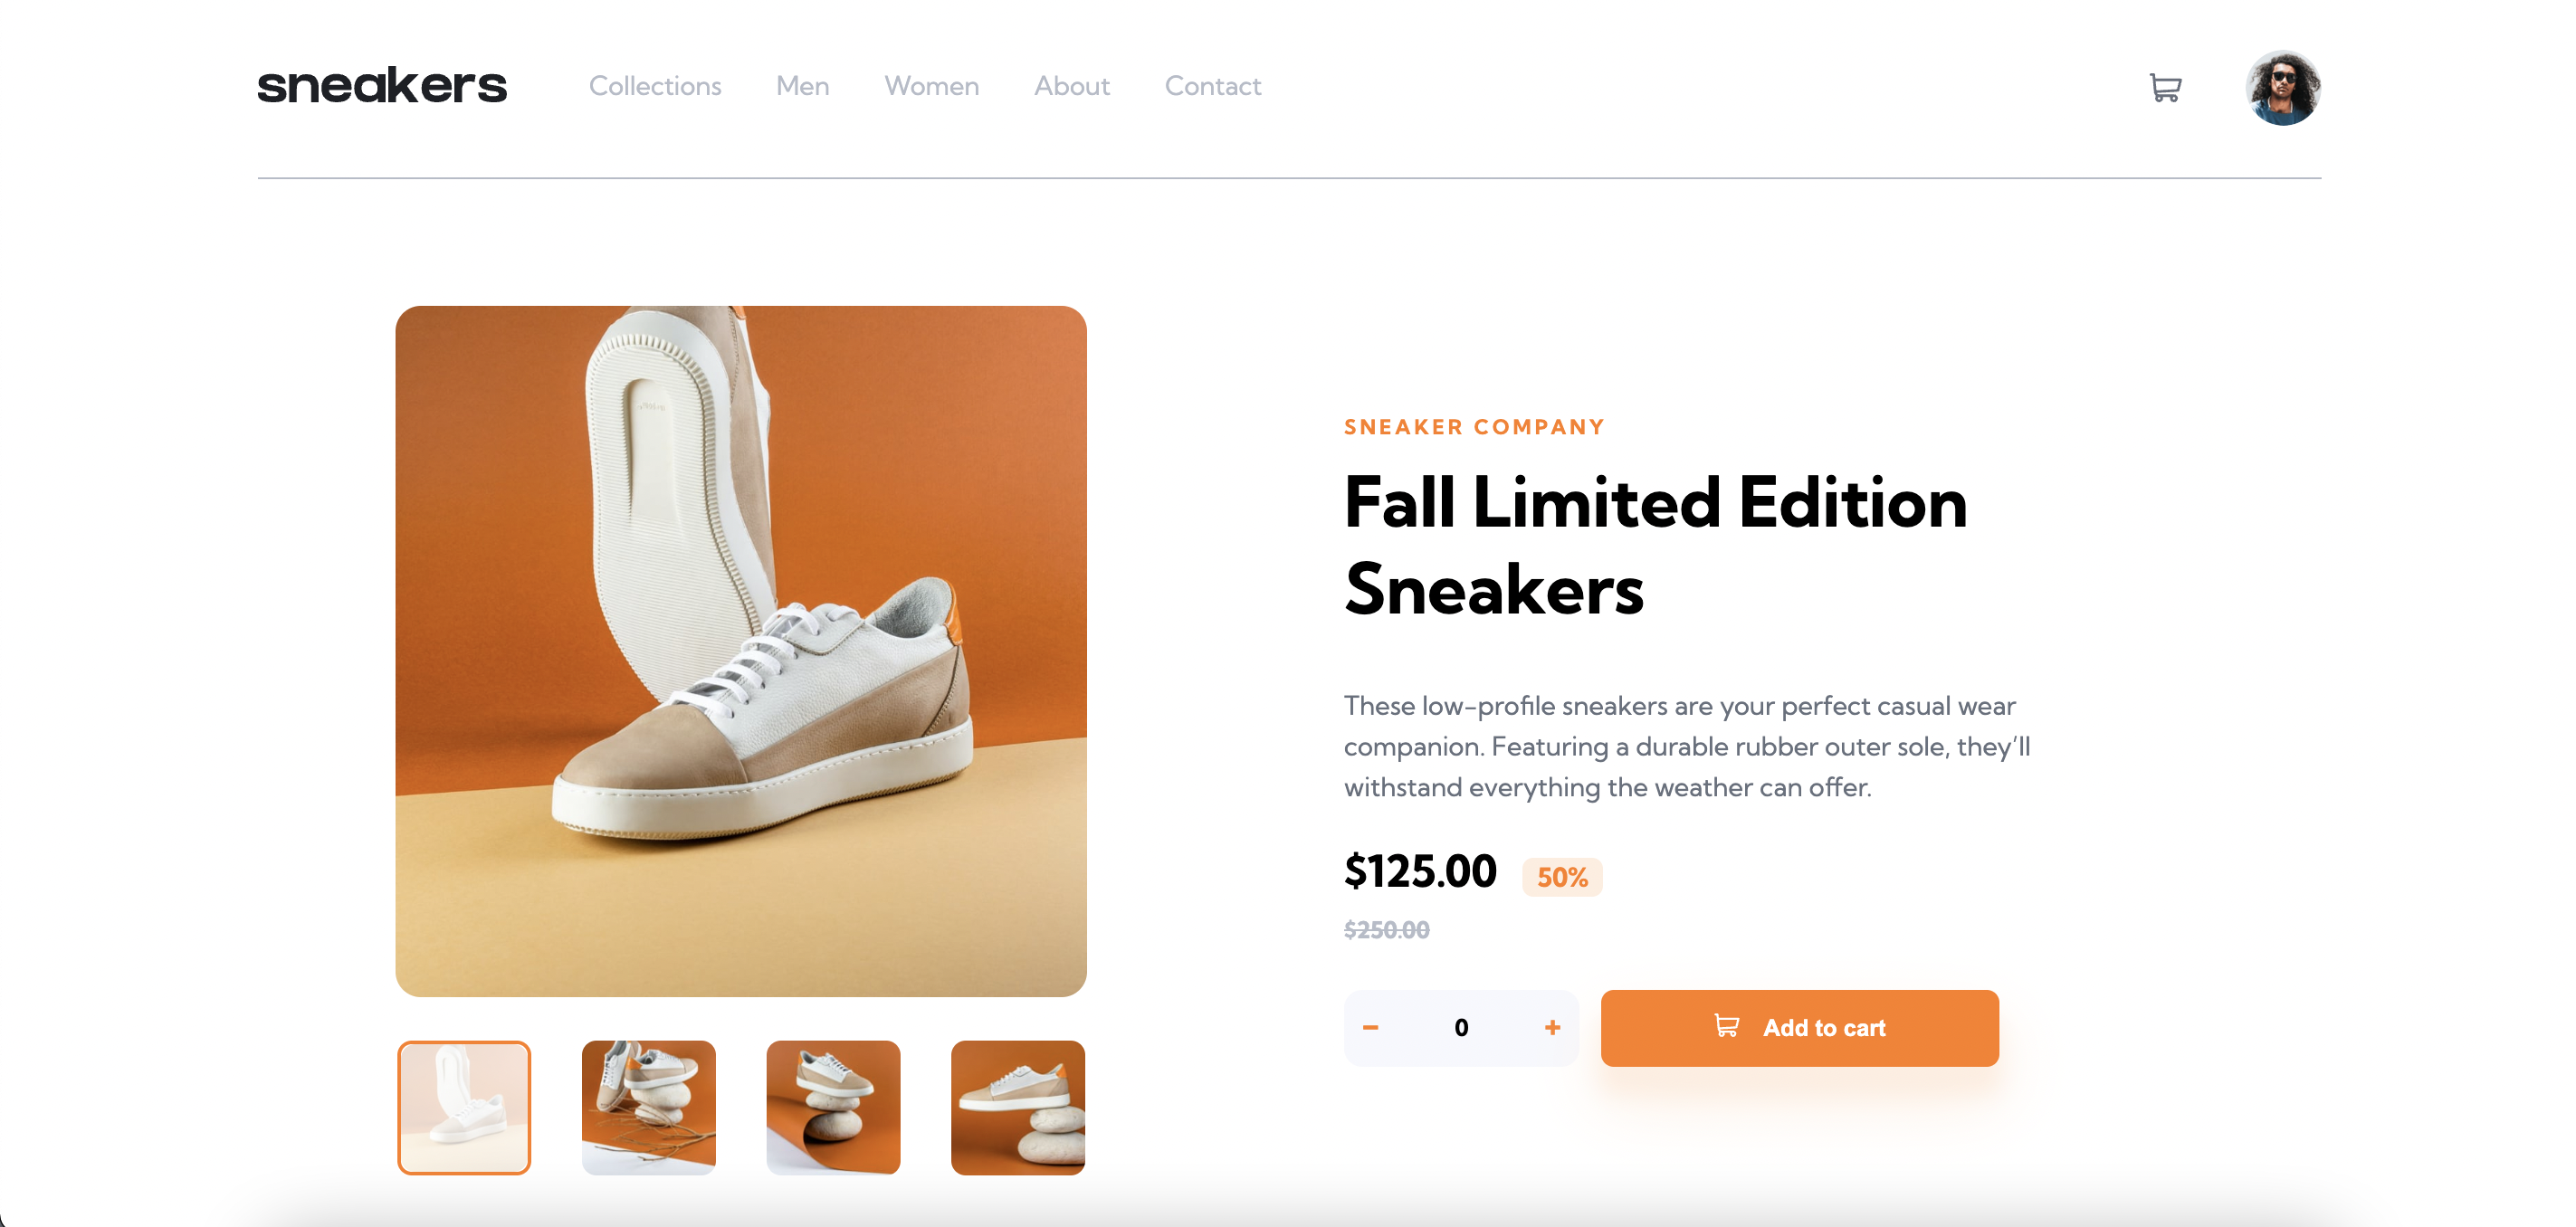 sneakers Collections Men Women About Contact
SNEAKER COMPANY
Fall Limited Edition
Sneakers
These low-profile sneakers are your perfect casual wear
companion. Featuring a durable rubber outer sole, they’ll
withstand everything the weather can offer.
$125.00 50%
$250.00
− 0 + Add to cart